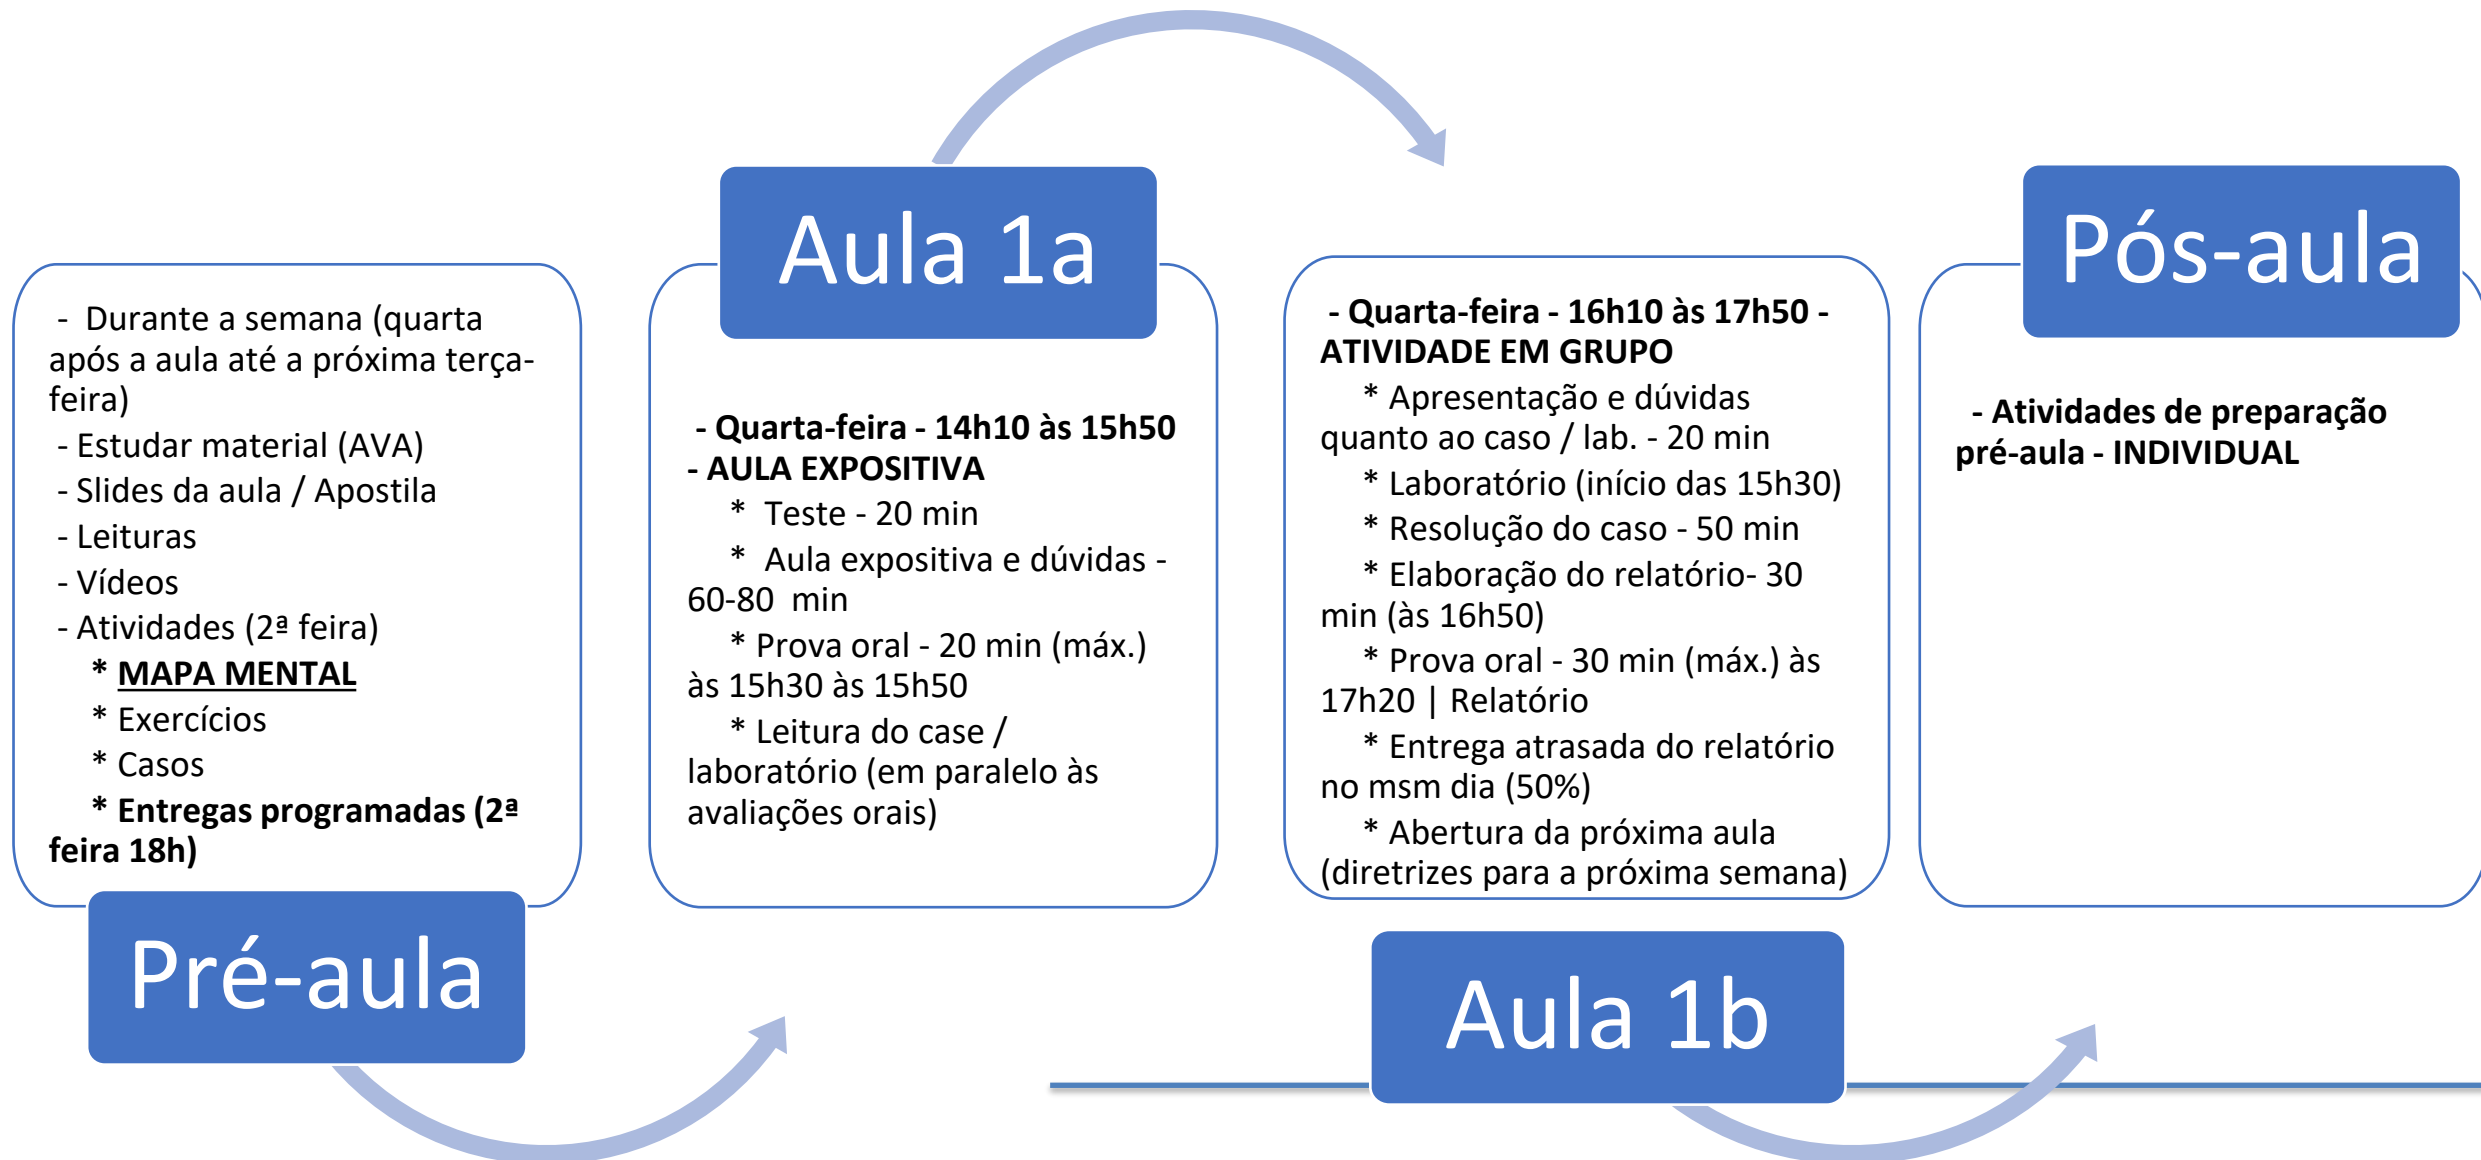 - Durante a semana (quarta
após a aula até a próxima terça-
feira)
- Estudar material (AVA)
- Slides da aula / Apostila
- Leituras
- Vídeos
- Atividades (2ª feira)
* MAPA MENTAL
* Exercícios
* Casos
* Entregas programadas (2ª
feira 18h)
Pré-aula
Aula 1a
- Quarta-feira - 14h10 às 15h50
- AULA EXPOSITIVA
* Teste - 20 min
* Aula expositiva e dúvidas -
60-80 min
* Prova oral - 20 min (máx.)
às 15h30 às 15h50
* Leitura do case /
laboratório (em paralelo às
avaliações orais)
- Quarta-feira - 16h10 às 17h50 -
ATIVIDADE EM GRUPO
* Apresentação e dúvidas
quanto ao caso / lab. - 20 min
* Laboratório (início das 15h30)
* Resolução do caso - 50 min
* Elaboração do relatório- 30
min (às 16h50)
* Prova oral - 30 min (máx.) às
17h20 | Relatório
* Entrega atrasada do relatório
no msm dia (50%)
* Abertura da próxima aula
(diretrizes para a próxima semana)
Aula 1b
Pós-aula
- Atividades de preparação
pré-aula - INDIVIDUAL